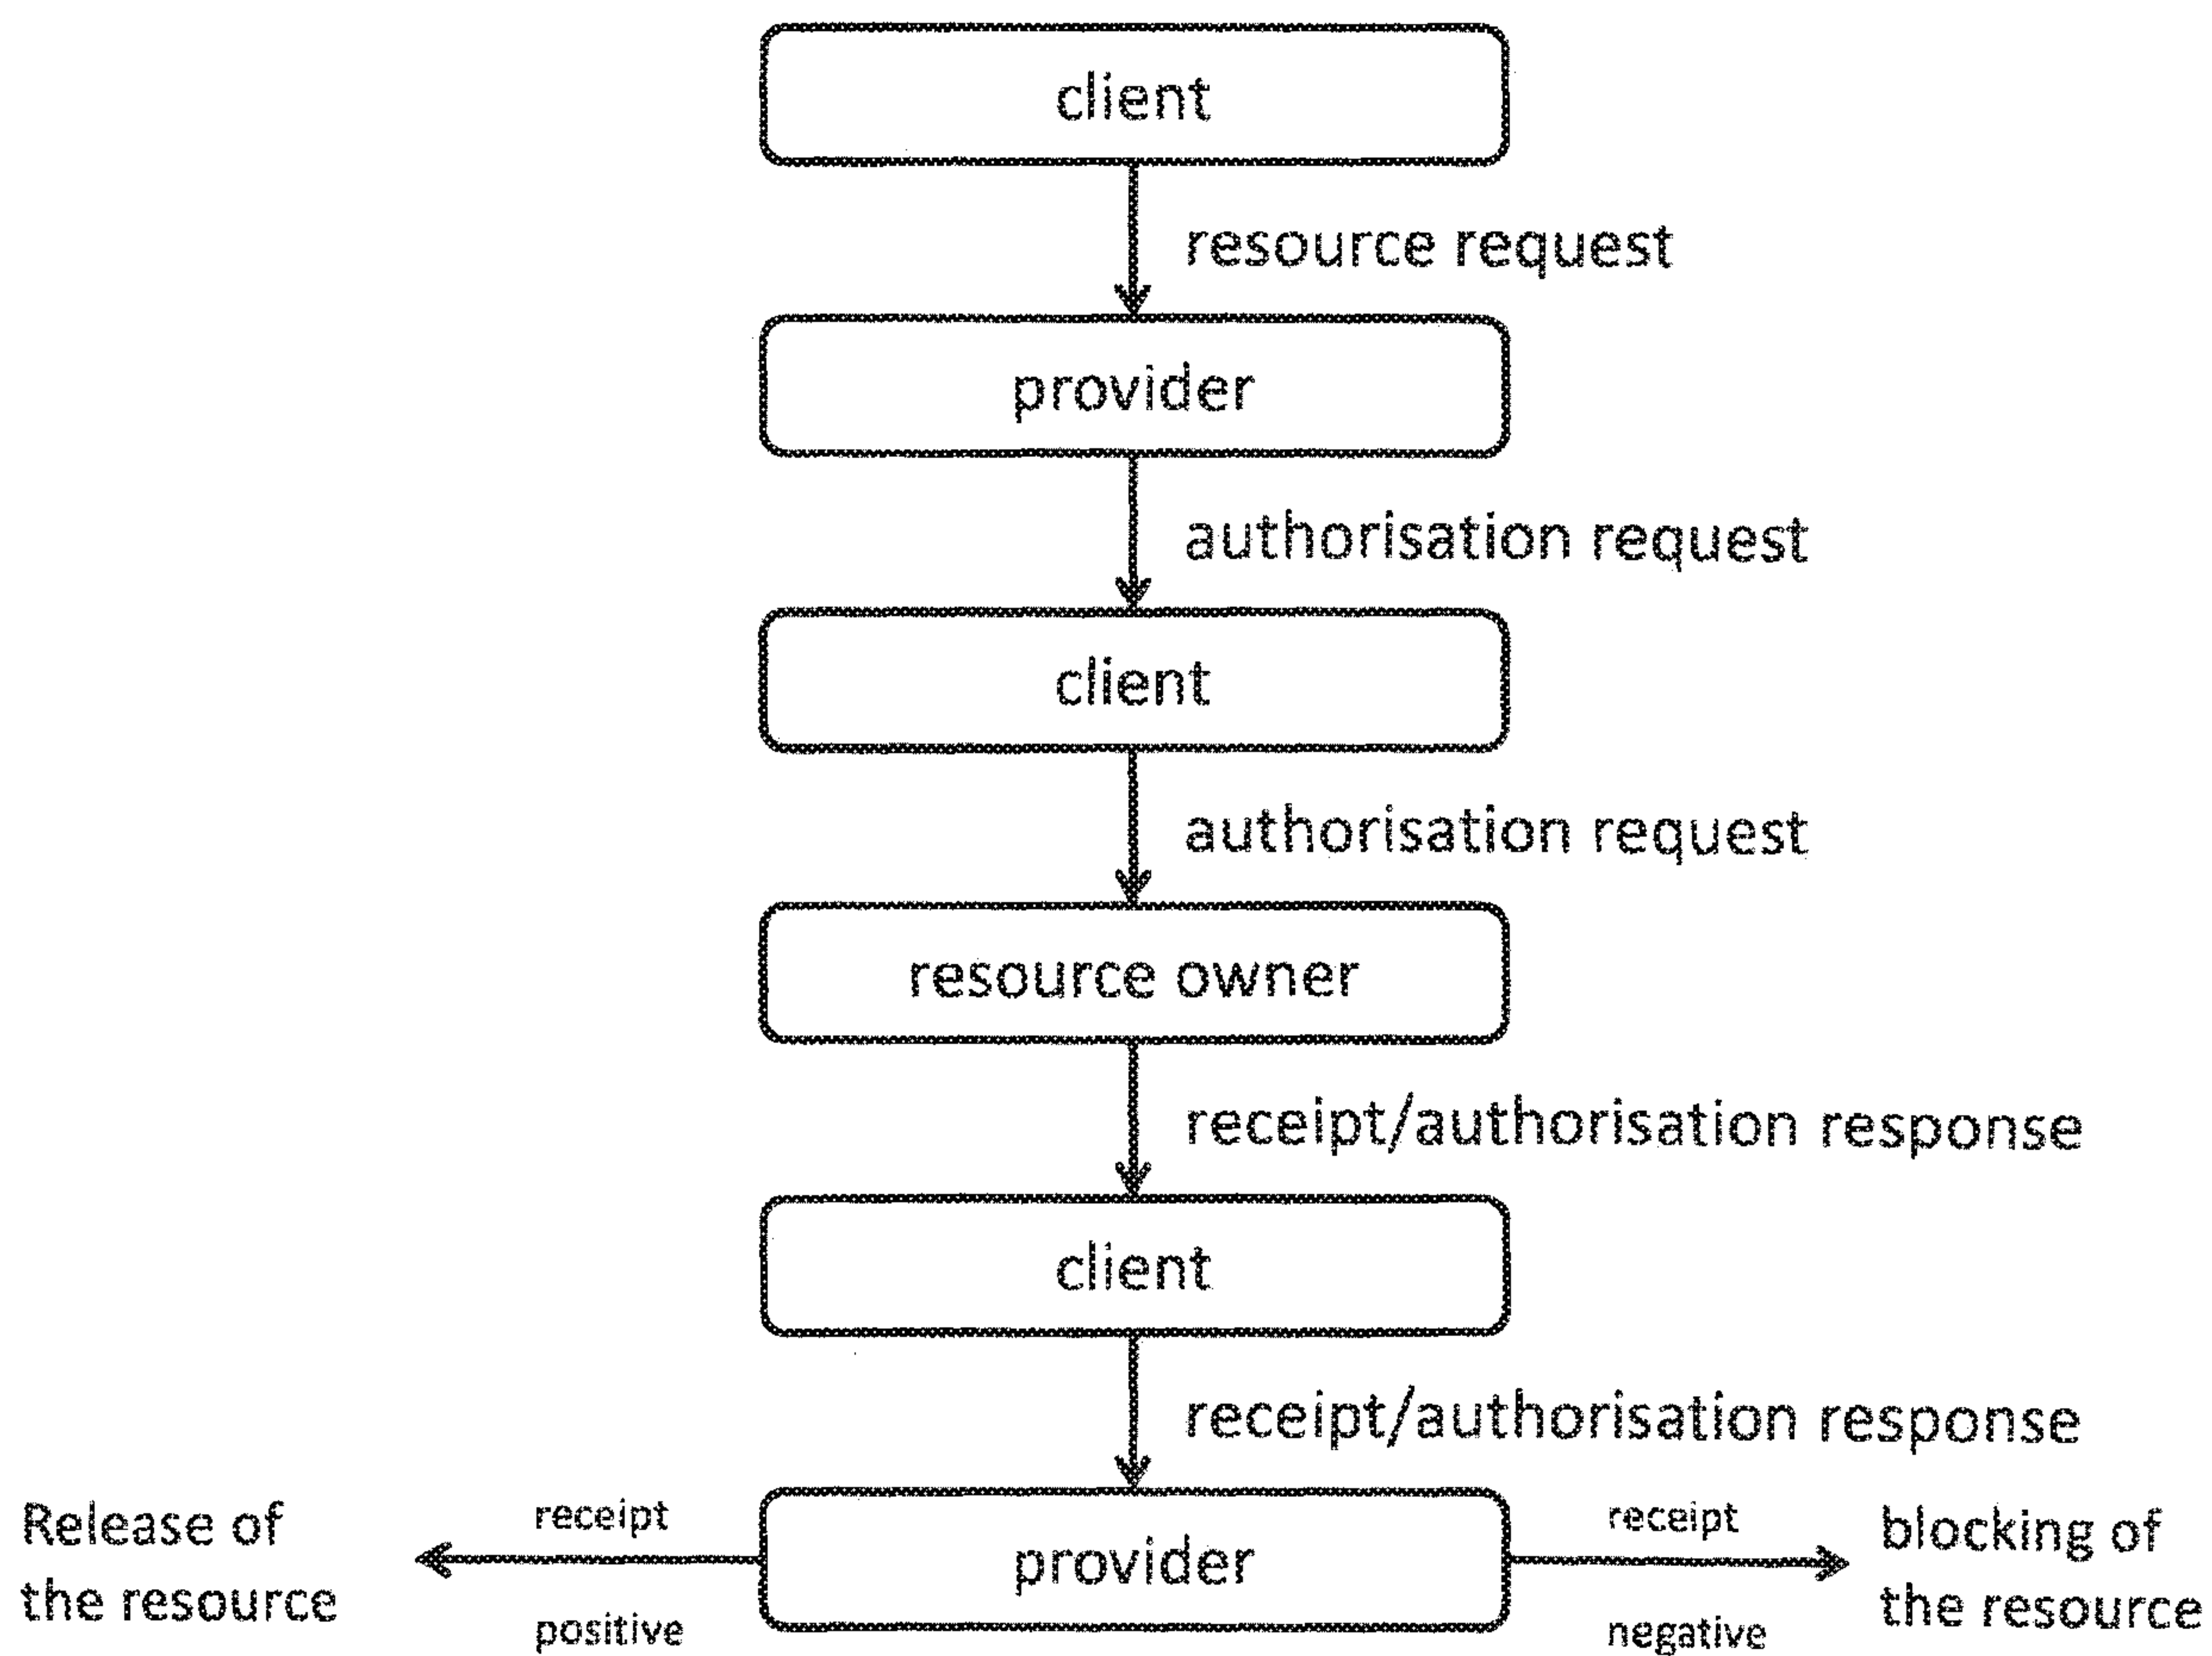 client
resource request
provider
authorisation request
client
authorisation request
resource owner
receipt/authorisation response
client
receipt/authorisation response
Release of
the resource
receipt
positive
provider
receipt
negative
blocking of
the resource